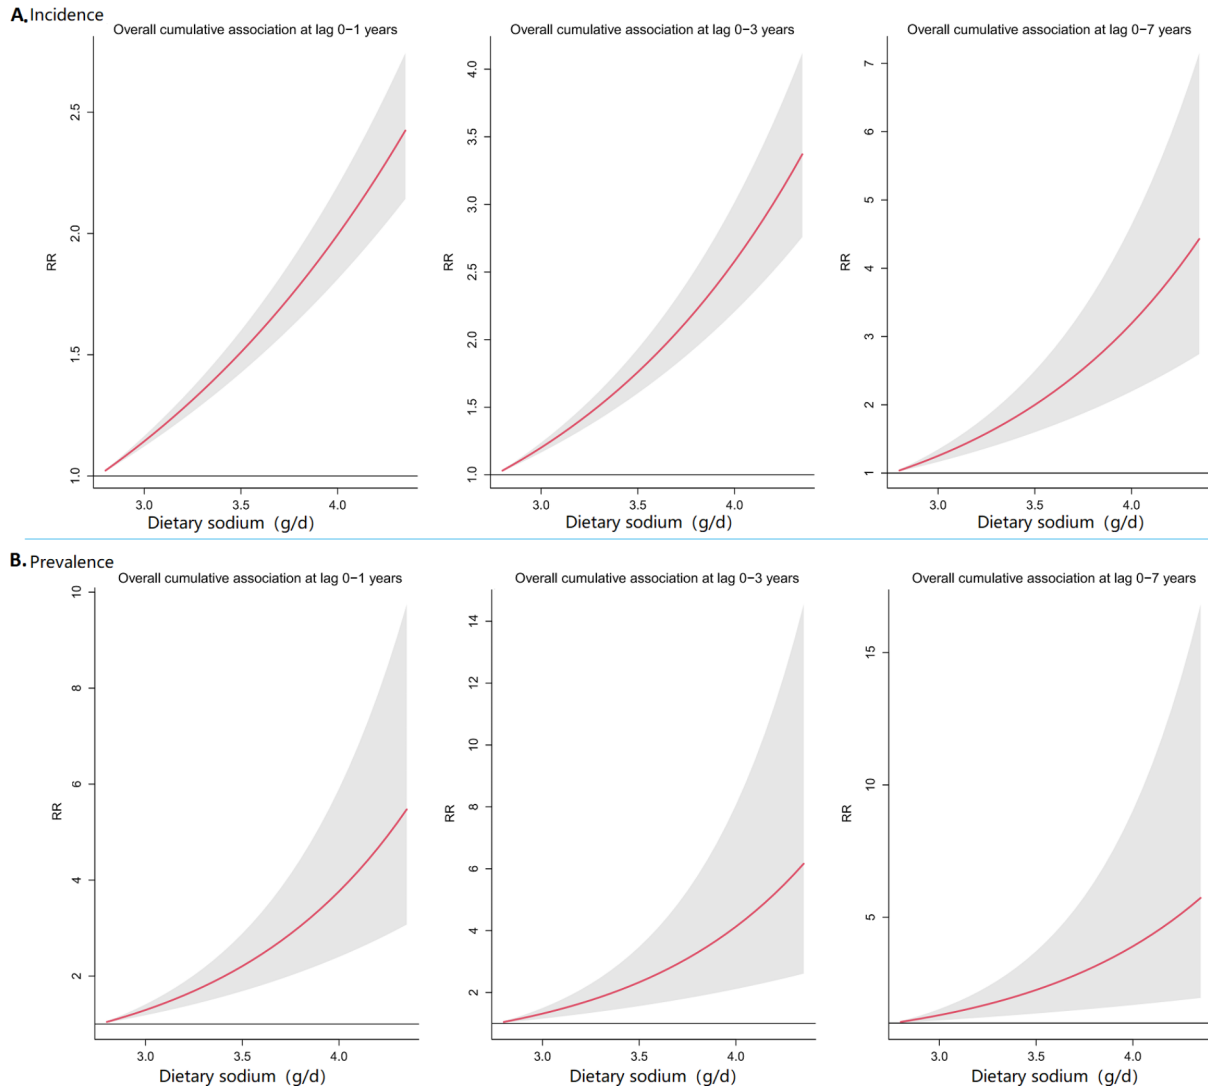 A. Incidence
Overall cumulative association at lag 0−1 years
RR
1.0
1.5
2.0
2.5
3.0
3.5
4.0
Dietary sodium（g/d）
Overall cumulative association at lag 0−3 years
RR
1.0
1.5
2.0
2.5
3.0
3.5
4.0
3.0
3.5
4.0
Dietary sodium（g/d）
Overall cumulative association at lag 0−7 years
RR
1
2
3
4
5
6
7
3.0
3.5
4.0
Dietary sodium（g/d）
B. Prevalence
Overall cumulative association at lag 0−1 years
RR
2
4
6
8
10
3.0
3.5
4.0
Dietary sodium（g/d）
Overall cumulative association at lag 0−3 years
RR
2
4
6
8
10
12
14
3.0
3.5
4.0
Dietary sodium（g/d）
Overall cumulative association at lag 0−7 years
RR
5
10
15
3.0
3.5
4.0
Dietary sodium（g/d）